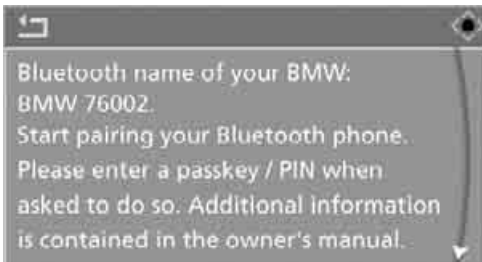 Bluetooth name of your BMW:
BMW 76002.
Start pairing your Bluetooth phone.
Please enter a passkey / PIN when
asked to do so. Additional information
is contained in the owner's manual.